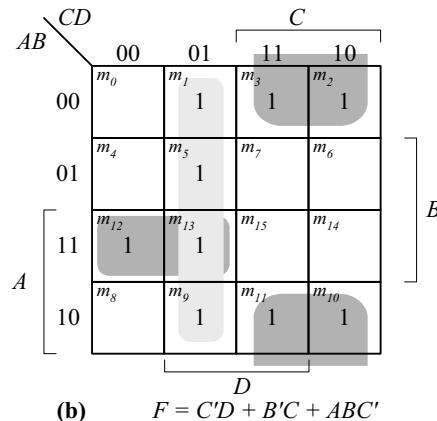 CD C
AB
00 01 11 10
m0 m1 m3 m2
00 1 1 1
m4 m5 m7 m6
01 1
B
m12 m13 m15 m14
11 1 1
A
m8 m9 m11 m10
10 1 1 1
D
(b) F = C'D + B'C + ABC'